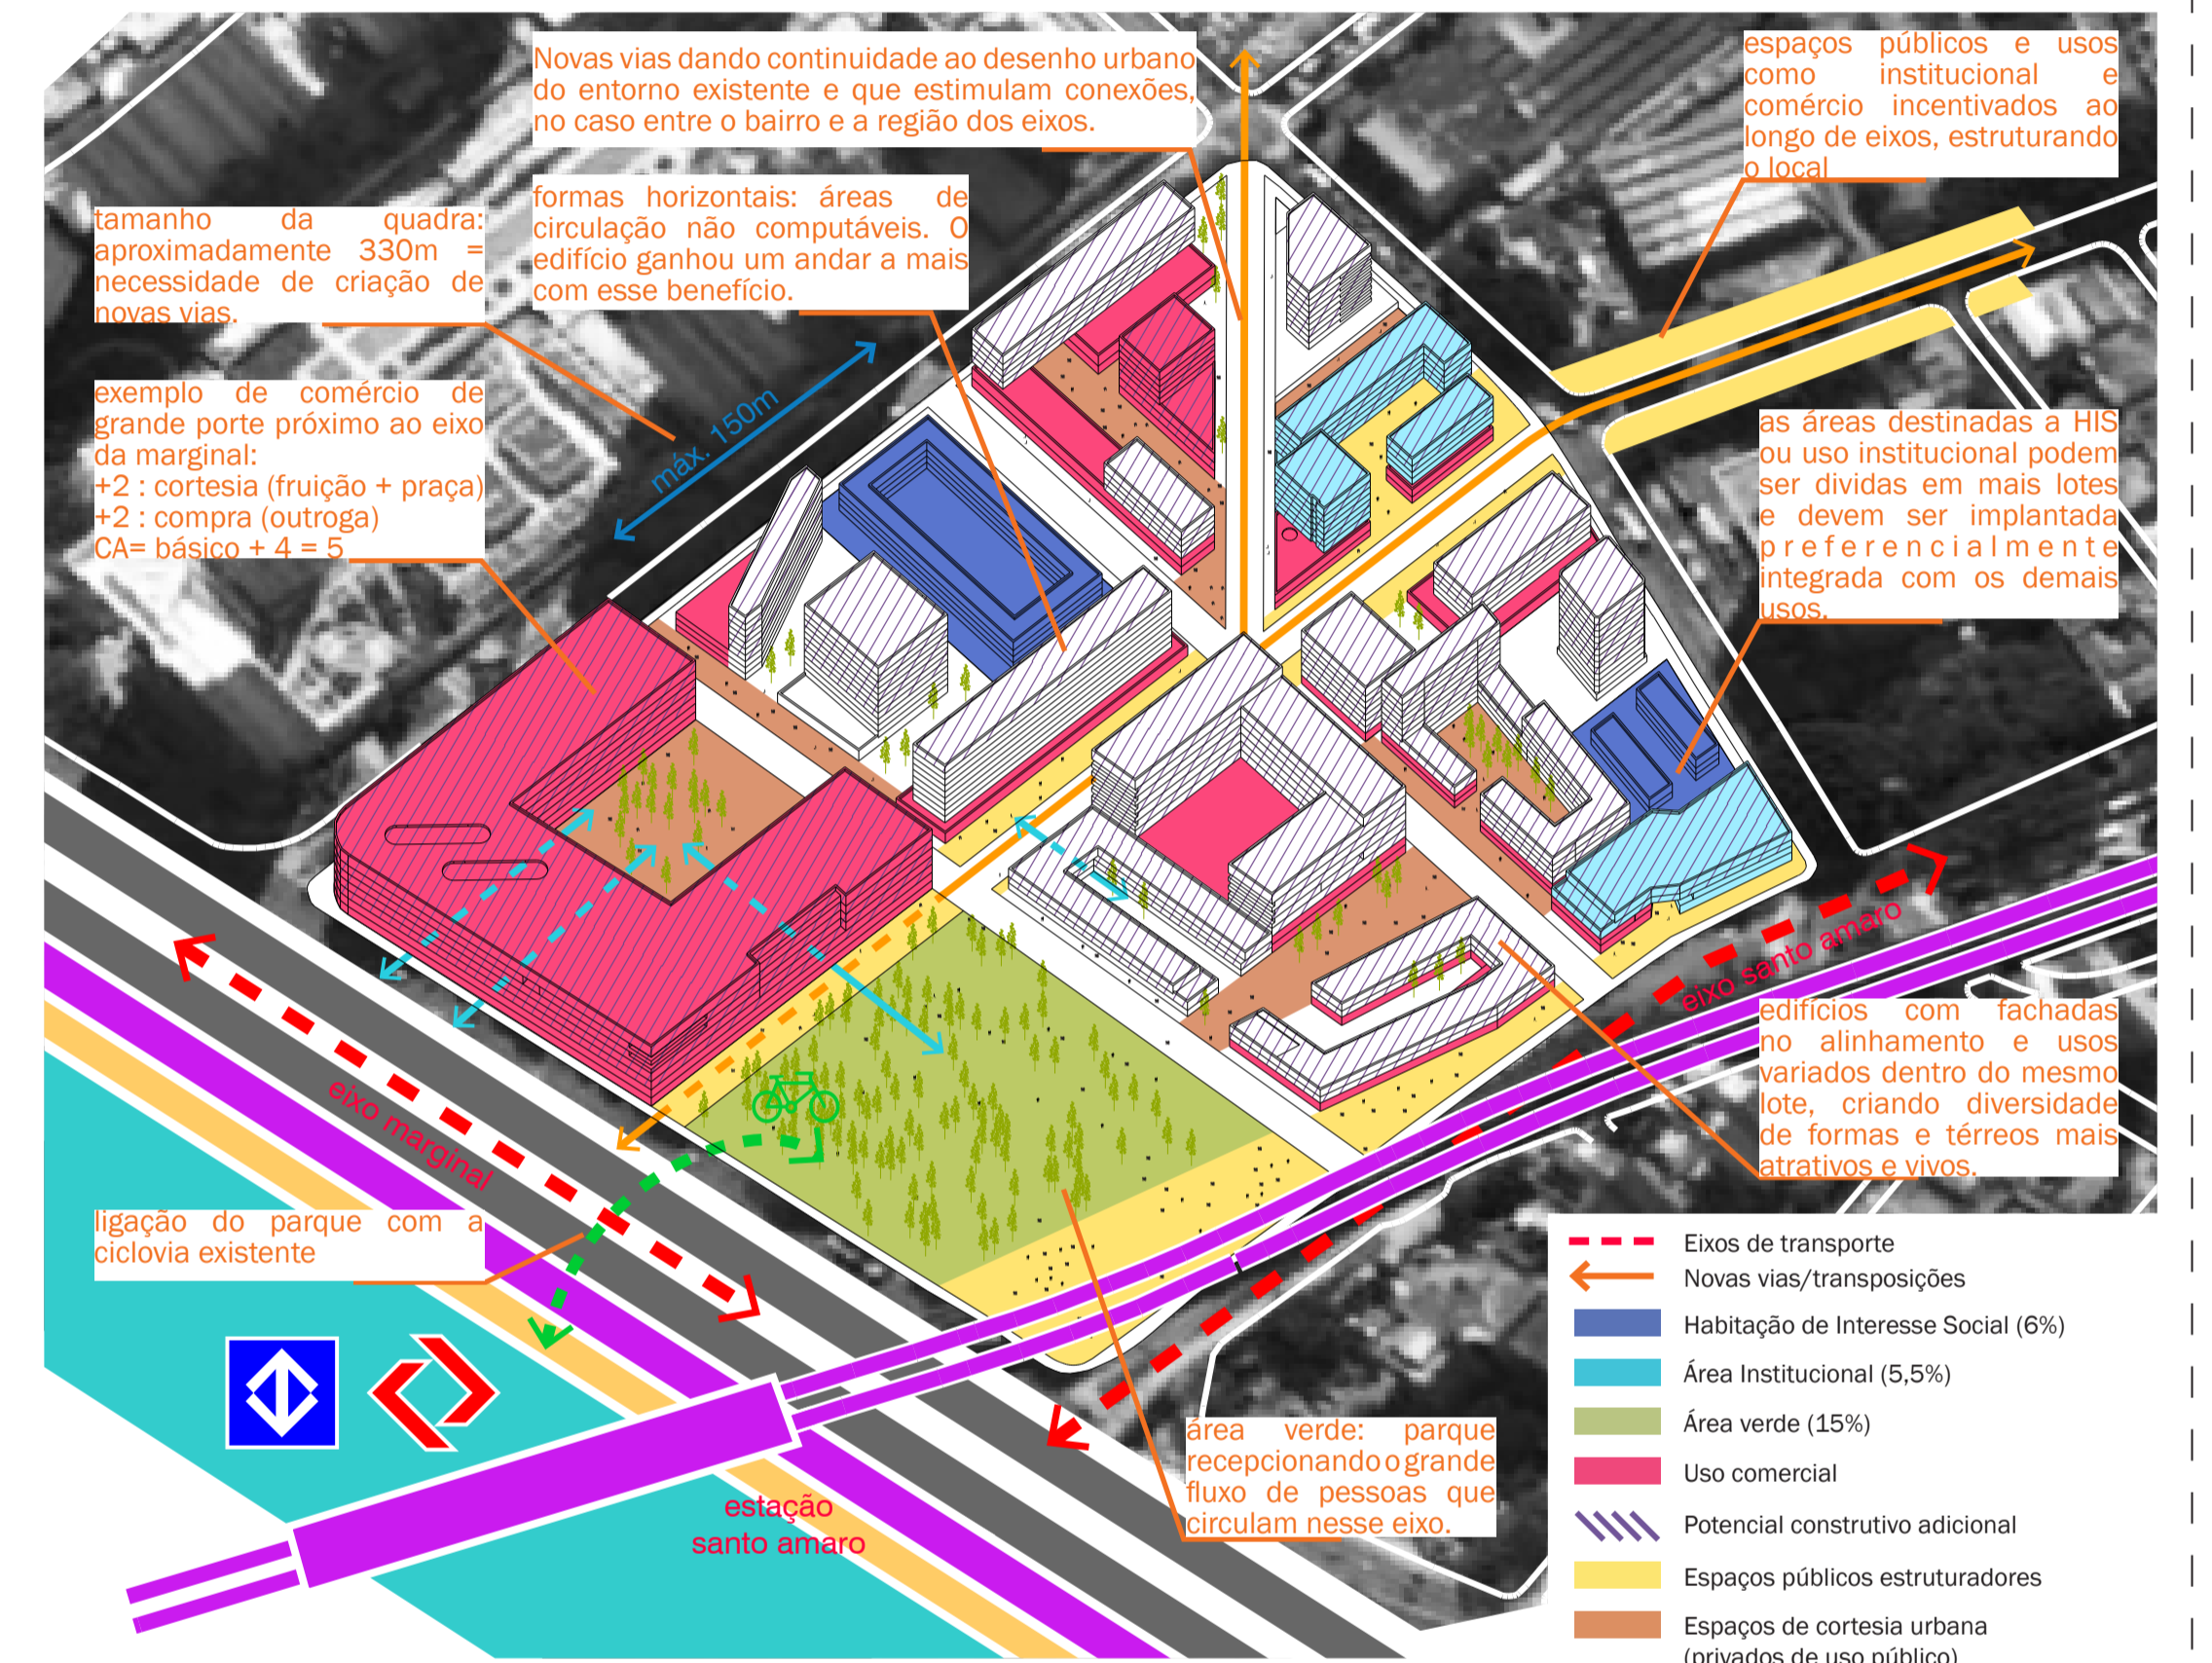 Novas vias dando continuidade ao desenho urbano
do entorno existente e que estimulam conexões,
no caso entre o bairro e a região dos eixos.
espaços públicos e usos
como institucional e
comércio incentivados ao
longo de eixos, estruturando
o local
formas horizontais: áreas de
circulação não computáveis. O
edifício ganhou um andar a mais
com esse benefício.
tamanho da quadra:
aproximadamente 330m =
necessidade de criação de
novas vias.
exemplo de comércio de
grande porte próximo ao eixo
da marginal:
+2 : cortesia (fruição + praça)
+2 : compra (outroga)
CA= básico + 4 = 5
máx. 150m
as áreas destinadas a HIS
ou uso institucional podem
ser dividas em mais lotes
e devem ser implantada
preferencialmente
integrada com os demais
usos.
eixo santo amaro
edifícios com fachadas
no alinhamento e usos
variados dentro do mesmo
lote, criando diversidade
de formas e térreos mais
atrativos e vivos.
eixo marginal
ligação do parque com a
ciclovia existente
área verde: parque
recepcionando o grande
fluxo de pessoas que
circulam nesse eixo.
estação
santo amaro
Eixos de transporte
Novas vias/transposições
Habitação de Interesse Social (6%)
Área Institucional (5,5%)
Área verde (15%)
Uso comercial
Potencial construtivo adicional
Espaços públicos estruturadores
Espaços de cortesia urbana
(privados de uso público)